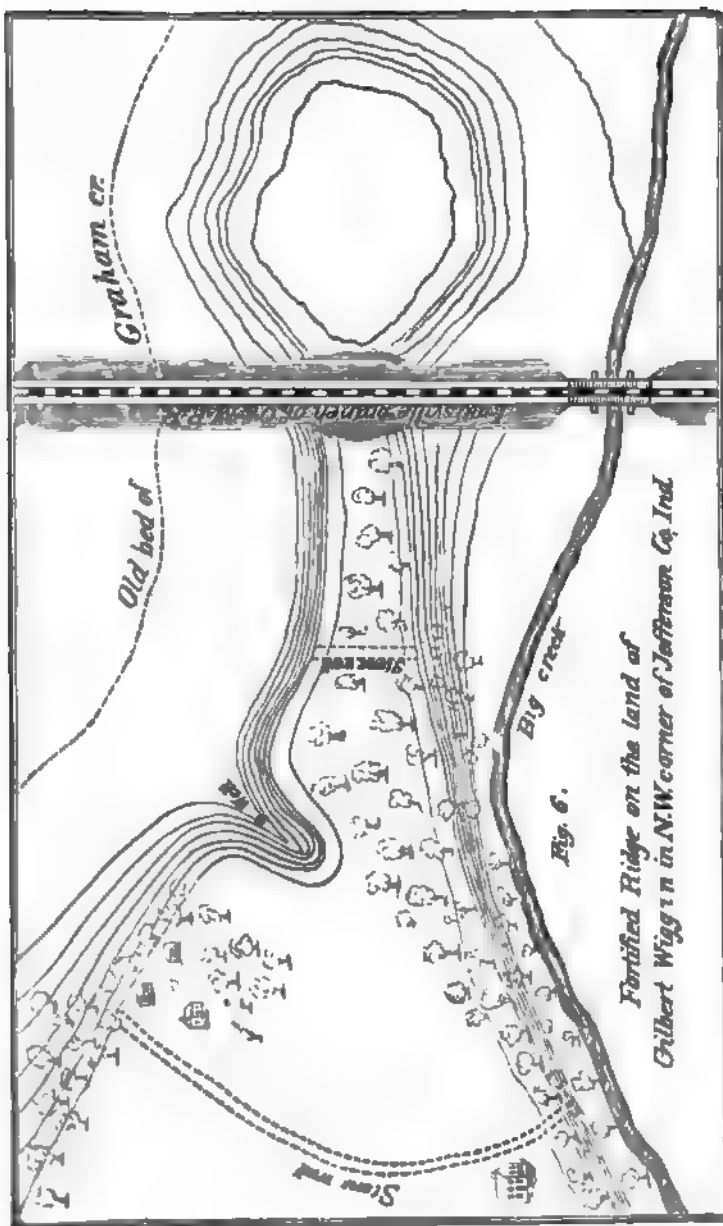 Graham cr.
Old bed of
Stone wall
Big creek
Stone wall
Fig. 6.
Fortified Ridge on the land of
Gilbert Wiggin in N.W. corner of Jefferson Co, Ind